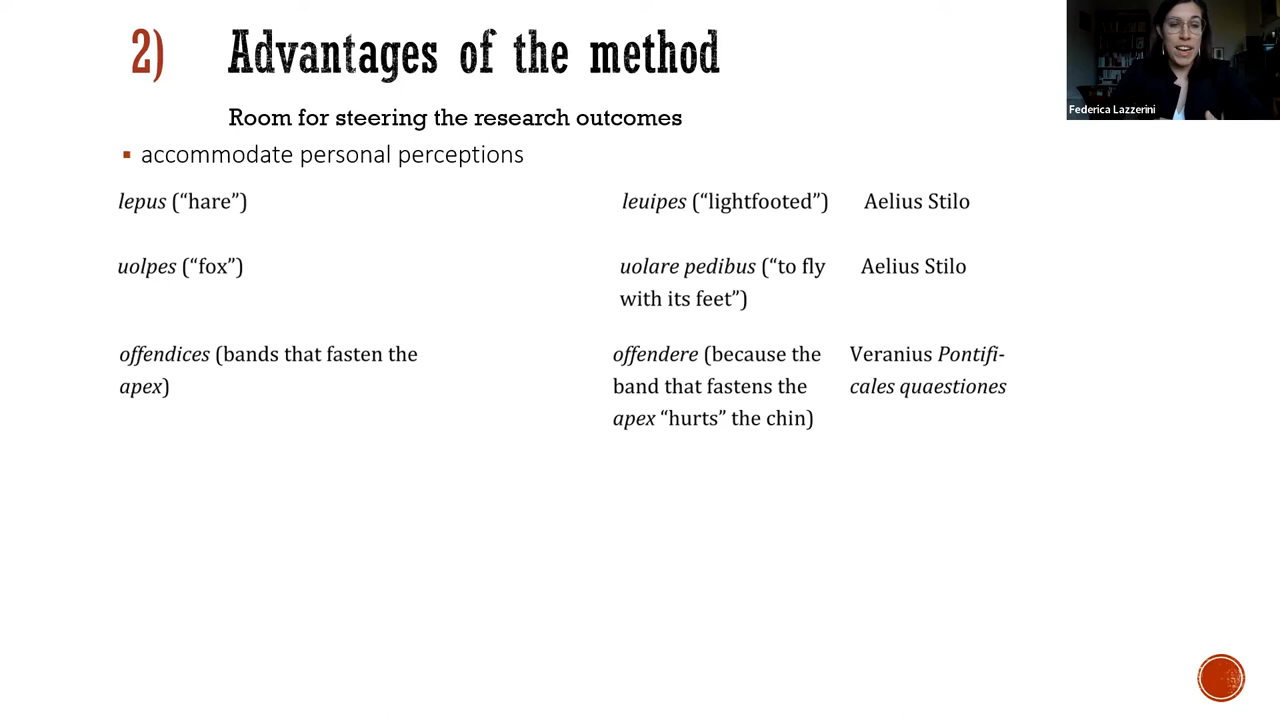 2) Advantages of the method
Federica Lazzerini
Room for steering the research outcomes
▪ accommodate personal perceptions
lepus (“hare”) leuipes (“lightfooted”) Aelius Stilo
uolpes (“fox”) uolare pedibus (“to fly Aelius Stilo
with its feet”)
offendices (bands that fasten the offendere (because the Veranius Pontifi-
apex) band that fastens the cales quaestiones
apex “hurts” the chin)